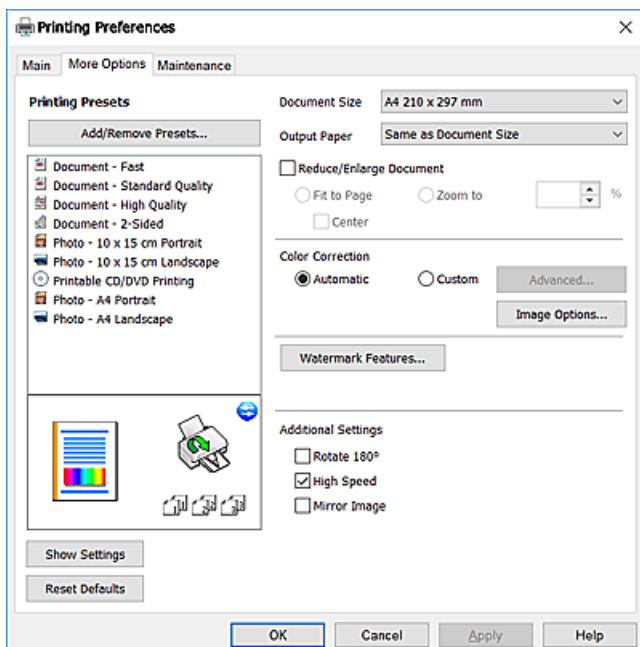 Printing Preferences
Main
More Options
Maintenance
Printing Presets
Add/Remove Presets...
Document - Fast
Document - Standard Quality
Document - High Quality
Document - 2-Sided
Photo - 10 x 15 cm Portrait
Photo - 10 x 15 cm Landscape
Printable CD/DVD Printing
Photo - A4 Portrait
Photo - A4 Landscape
Show Settings
Reset Defaults
Document Size
A4 210 x 297 mm
Output Paper
Same as Document Size
Reduce/Enlarge Document
Fit to Page
Zoom to
%
Center
Color Correction
Automatic
Custom
Advanced...
Image Options...
Watermark Features...
Additional Settings
Rotate 180°
High Speed
Mirror Image
OK
Cancel
Apply
Help